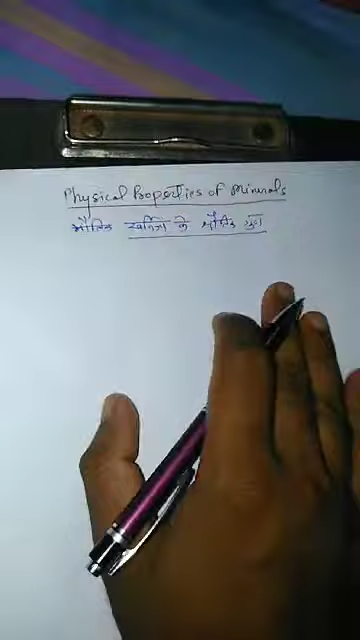 Physical Properties of Minerals
भौतिक खनिजों के भौतिक गुण